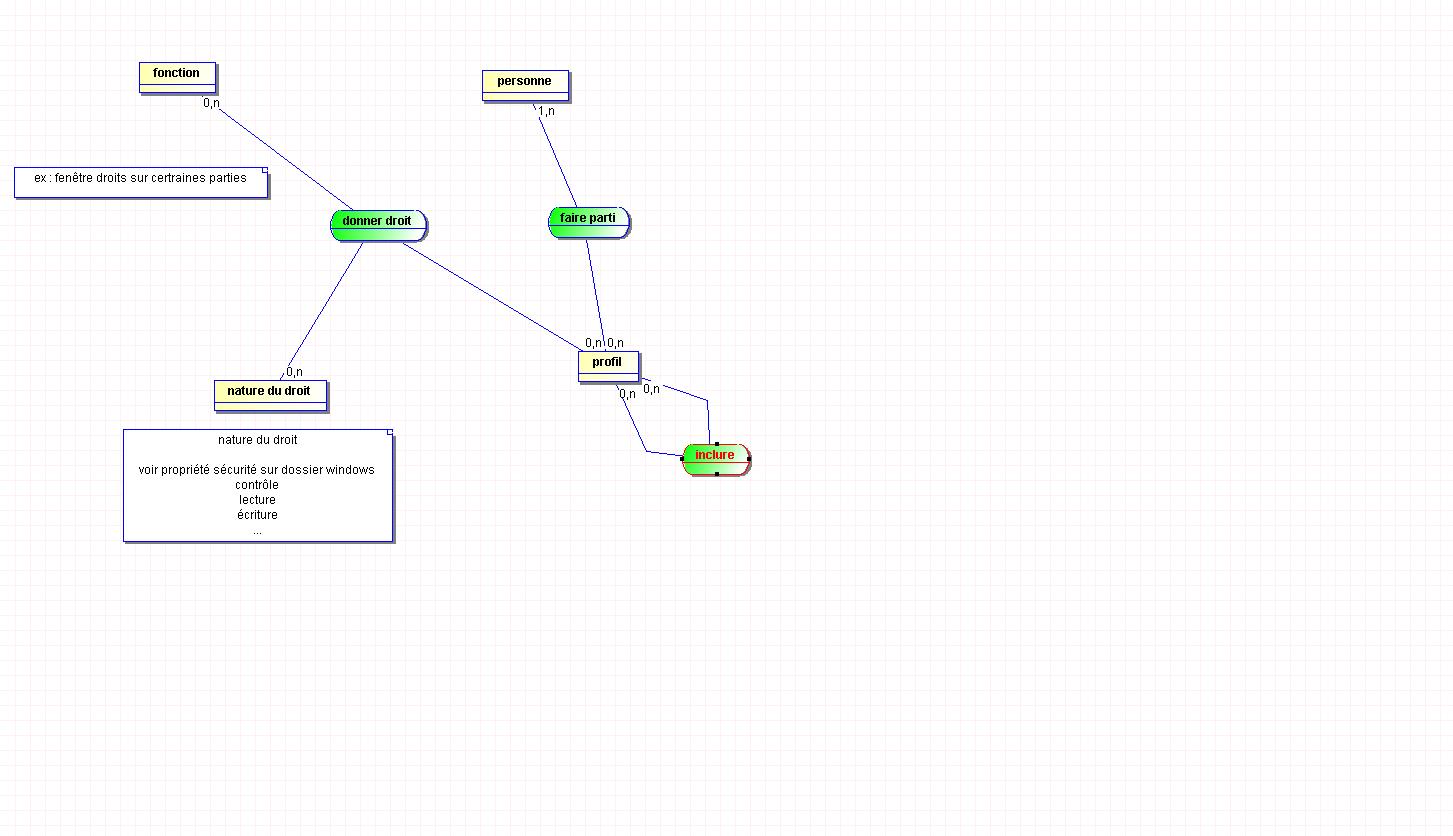 fonction
personne
0,n
1,n
ex : fenêtre droits sur certraines parties
donner droit
faire parti
0,n
0,n
profil
0,n
nature du droit
0,n
0,n
nature du droit
voir propriété sécurité sur dossier windows
contrôle
lecture
écriture
...
inclure